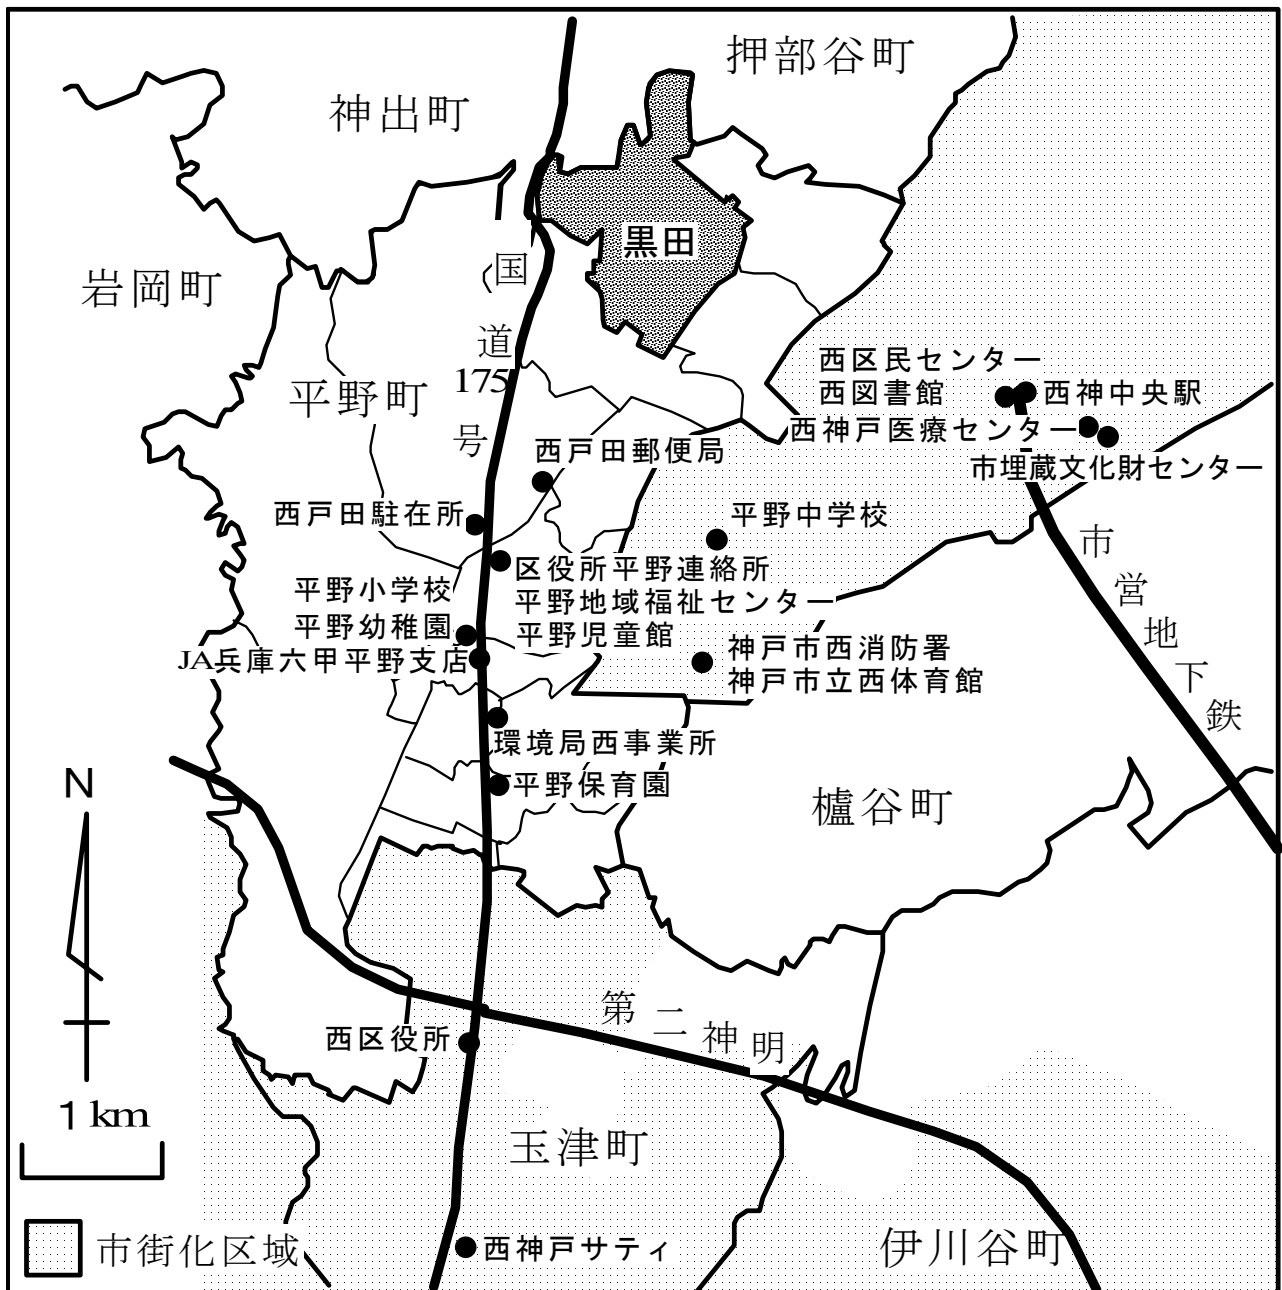 押部谷町
神出町
黒田
岩岡町
国道175号
平野町
西区民センター
西図書館
西神中央駅
西神戸医療センター
市埋蔵文化財センター
西戸田郵便局
西戸田駐在所
平野中学校
市営地下鉄
区役所平野連絡所
平野地域福祉センター
平野児童館
平野小学校
平野幼稚園
JA兵庫六甲平野支店
神戸市西消防署
神戸市立西体育館
環境局西事業所
平野保育園
櫨谷町
N
1 km
第二神明
西区役所
玉津町
伊川谷町
西神戸サティ
市街化区域